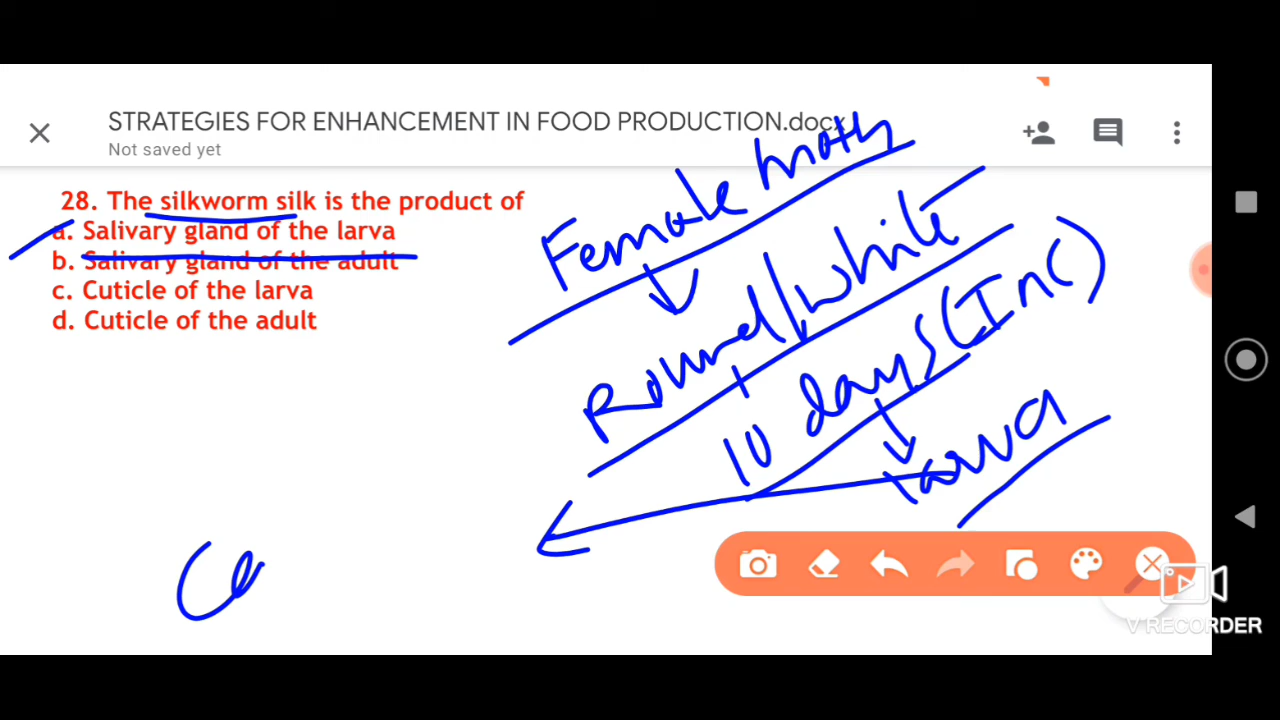 STRATEGIES FOR ENHANCEMENT IN FOOD PRODUCTION.docx
Not saved yet
28. The silkworm silk is the product of
a. Salivary gland of the larva
b. Salivary gland of the adult
c. Cuticle of the larva
d. Cuticle of the adult
Female moth
Round/white
10 days (Inc)
larva
V RECORDER